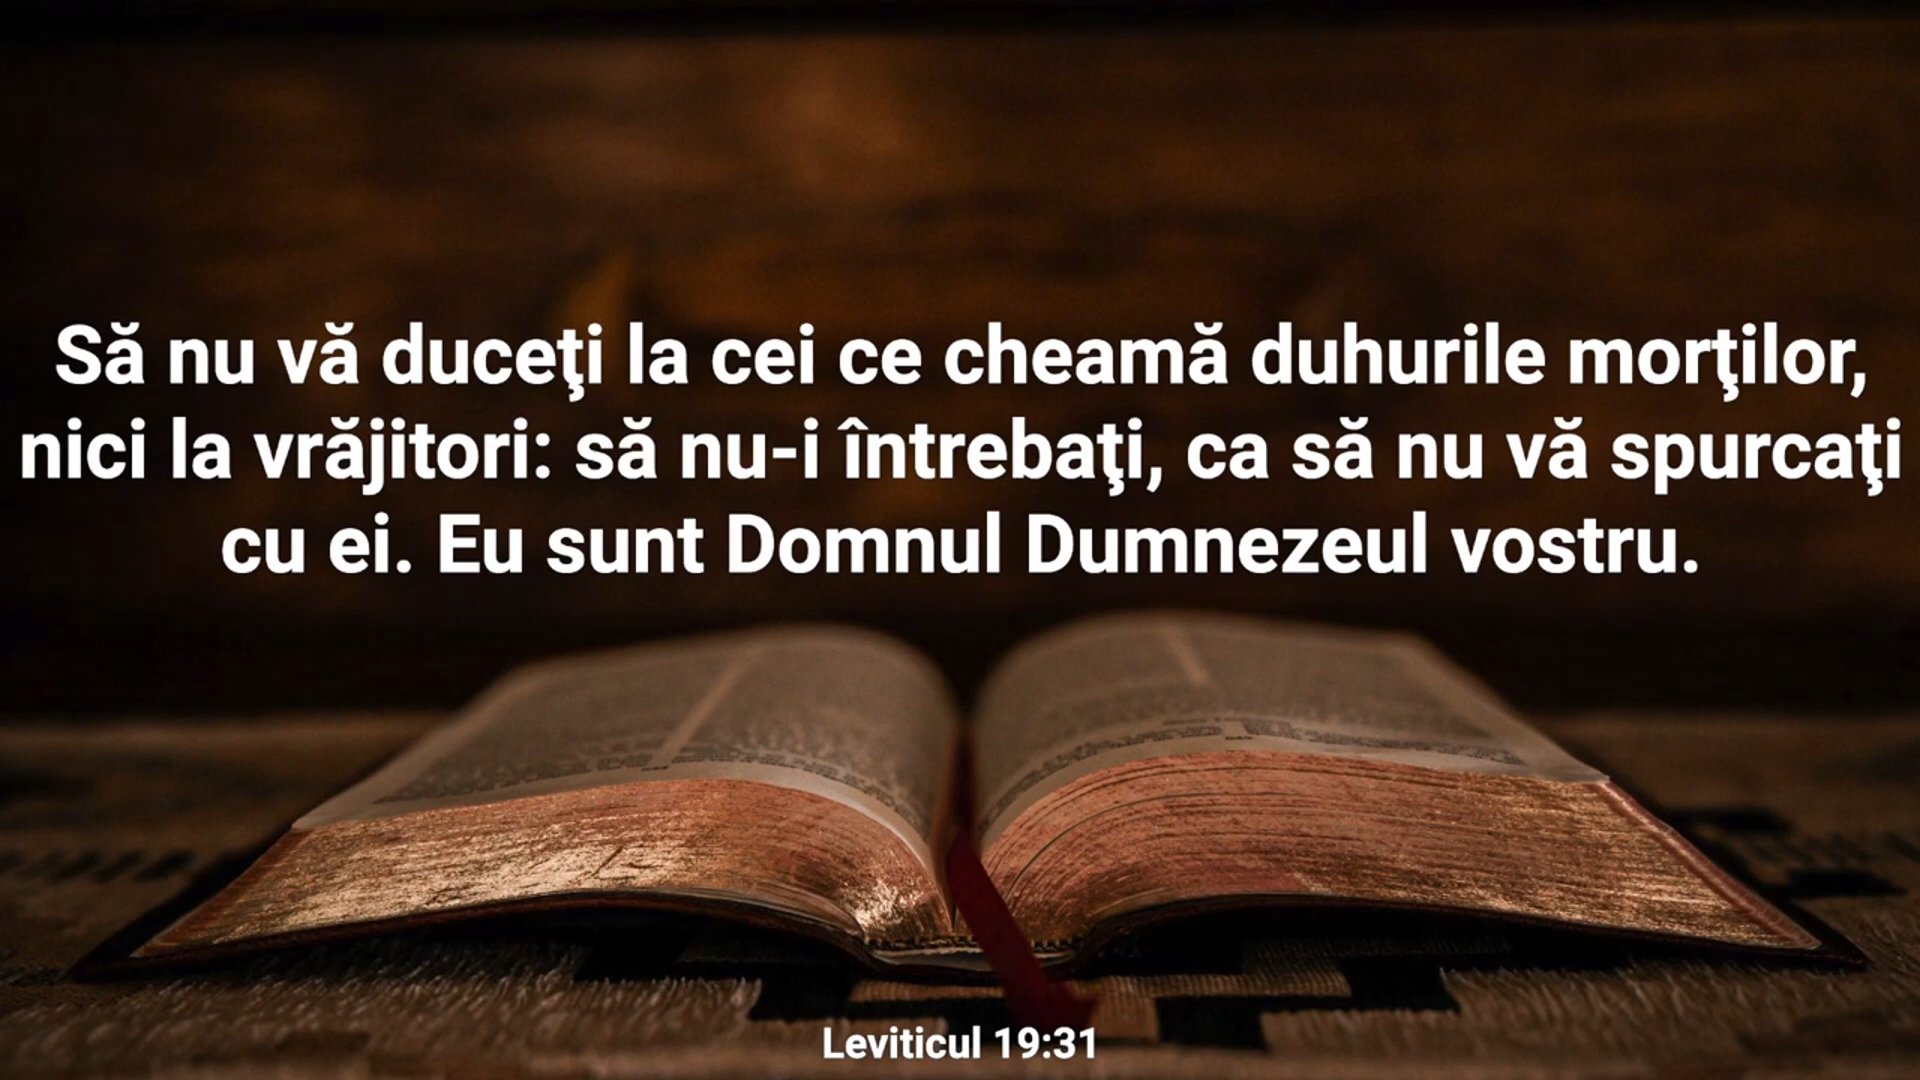 Să nu vă duceţi la cei ce cheamă duhurile morţilor,
nici la vrăjitori: să nu-i întrebaţi, ca să nu vă spurcaţi
cu ei. Eu sunt Domnul Dumnezeul vostru.
Leviticul 19:31